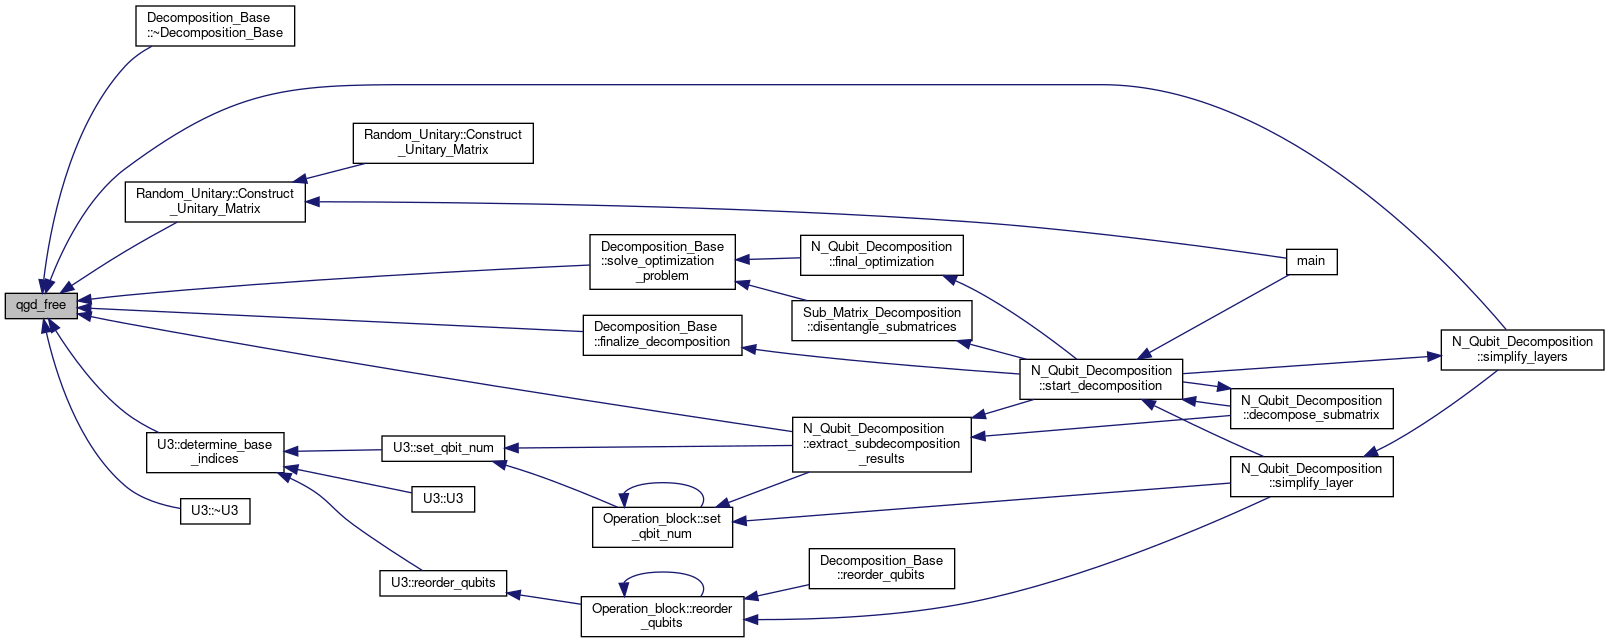 Decomposition_Base
::~Decomposition_Base
Random_Unitary::Construct
_Unitary_Matrix
Random_Unitary::Construct
_Unitary_Matrix
Decomposition_Base
::solve_optimization
_problem
N_Qubit_Decomposition
::final_optimization
main
qgd_free
Sub_Matrix_Decomposition
::disentangle_submatrices
Decomposition_Base
::finalize_decomposition
N_Qubit_Decomposition
::simplify_layers
N_Qubit_Decomposition
::start_decomposition
N_Qubit_Decomposition
::decompose_submatrix
N_Qubit_Decomposition
::extract_subdecomposition
_results
U3::determine_base
_indices
U3::set_qbit_num
N_Qubit_Decomposition
::simplify_layer
U3::U3
U3::~U3
Operation_block::set
_qbit_num
Decomposition_Base
::reorder_qubits
U3::reorder_qubits
Operation_block::reorder
_qubits